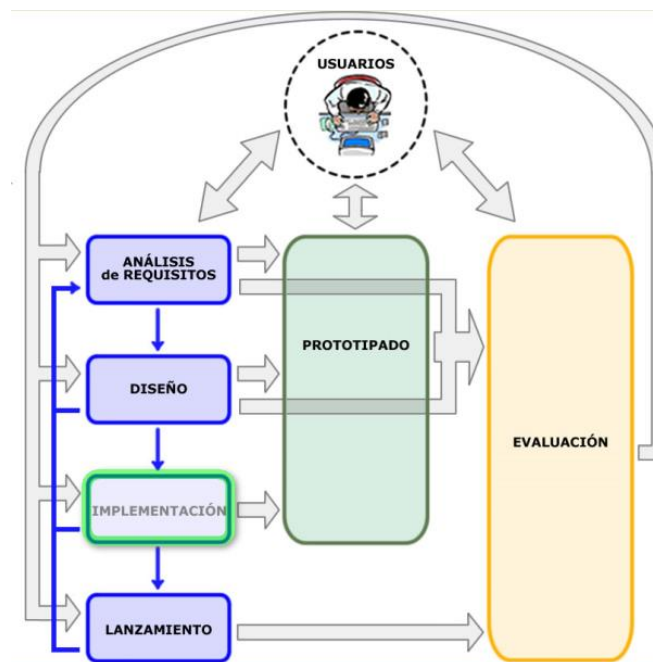 USUARIOS
ANÁLISIS
de REQUISITOS
PROTOTIPADO
DISEÑO
EVALUACIÓN
IMPLEMENTACIÓN
LANZAMIENTO